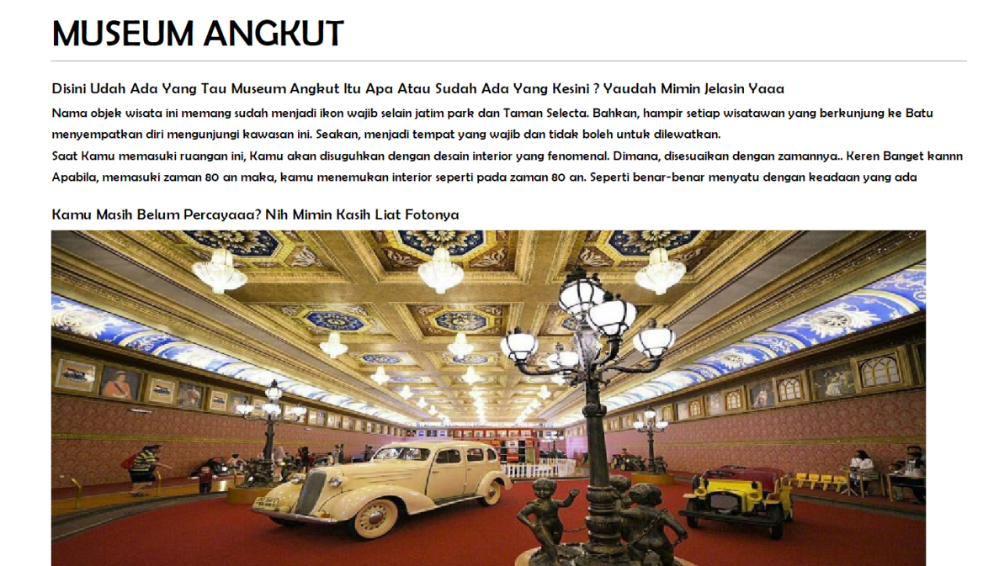 MUSEUM ANGKUT
Disini Udah Ada Yang Tau Museum Angkut Itu Apa Atau Sudah Ada Yang Kesini ? Yaudah Mimin Jelasin Yaaa
Nama objek wisata ini memang sudah menjadi ikon wajib selain jatim park dan Taman Selecta. Bahkan, hampir setiap wisatawan yang berkunjung ke Batu
menyempatkan diri mengunjungi kawasan ini. Seakan, menjadi tempat yang wajib dan tidak boleh untuk dilewatkan.
Saat Kamu memasuki ruangan ini, Kamu akan disuguhkan dengan desain interior yang fenomenal. Dimana, disesuaikan dengan zamannya.. Keren Banget kannn
Apabila, memasuki zaman 80 an maka, kamu menemukan interior seperti pada zaman 80 an. Seperti benar-benar menyatu dengan keadaan yang ada
Kamu Masih Belum Percayaaa? Nih Mimin Kasih Liat Fotonya